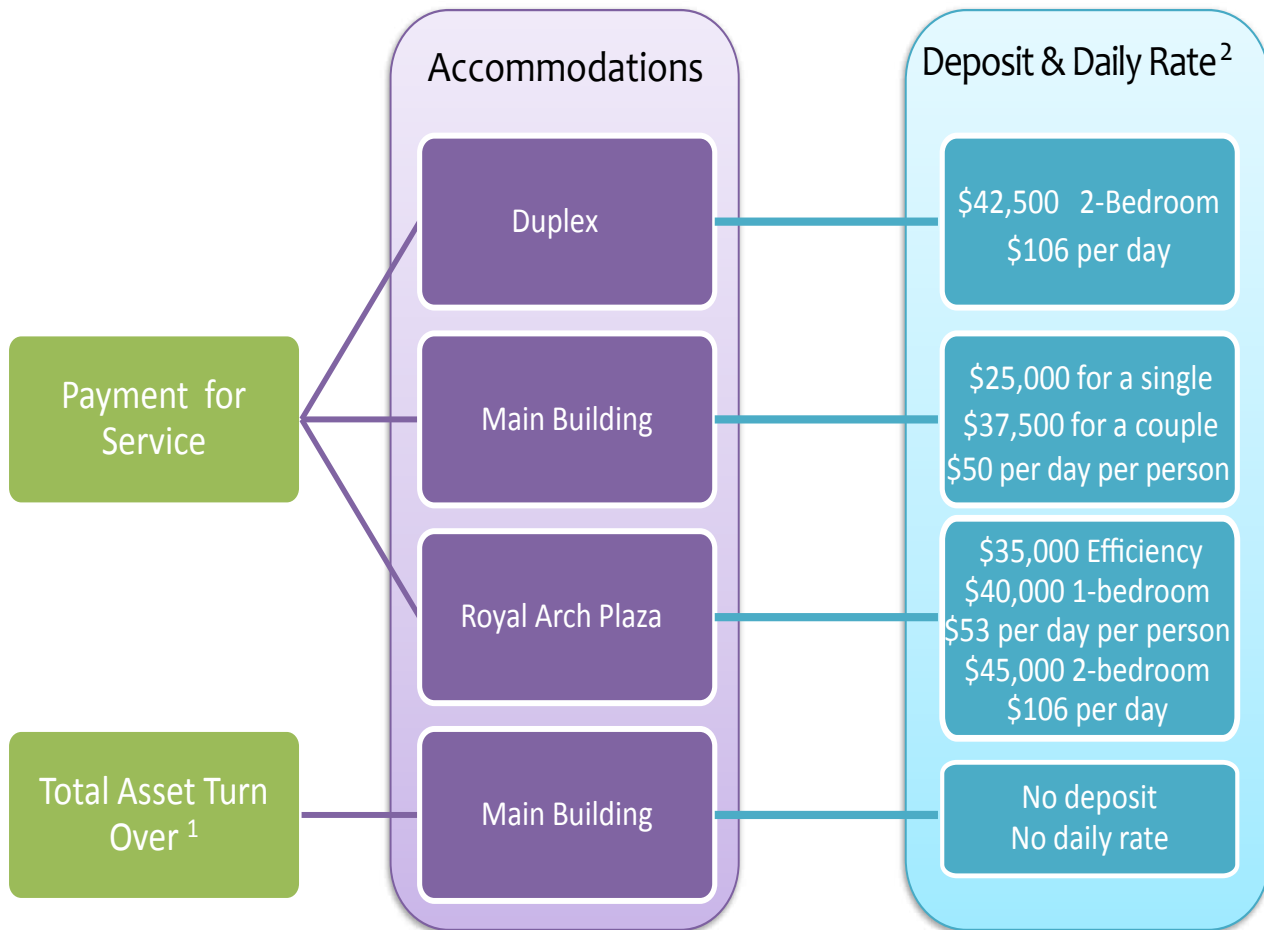 Accommodations
Deposit & Daily Rate ²
Payment for
Service
Duplex
$42,500 2-Bedroom
$106 per day
Main Building
$25,000 for a single
$37,500 for a couple
$50 per day per person
Royal Arch Plaza
$35,000 Efficiency
$40,000 1-bedroom
$53 per day per person
$45,000 2-bedroom
$106 per day
Total Asset Turn
Over ¹
Main Building
No deposit
No daily rate